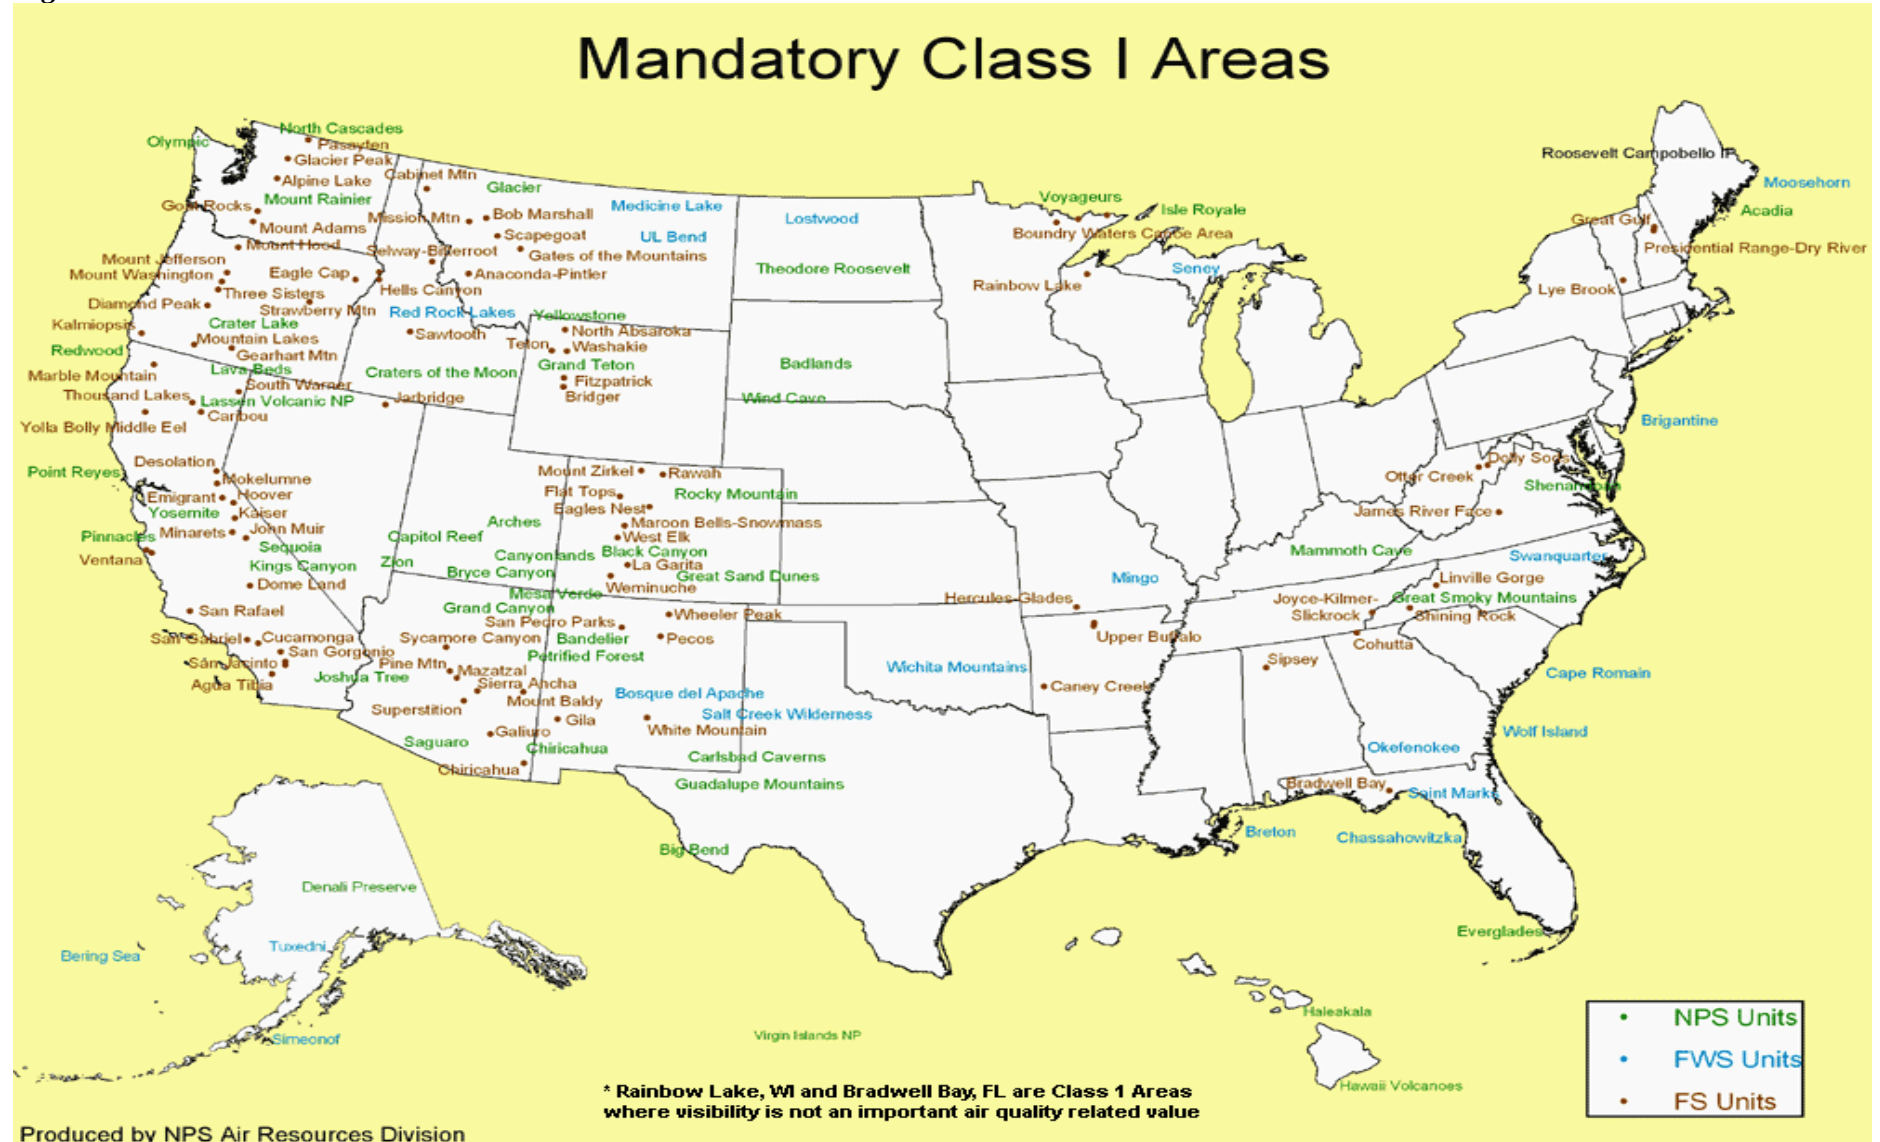 Mandatory Class I Areas
North Cascades
Olympic
Pasayten
Glacier Peak
Alpine Lake
Cabinet Mtn
Glacier
Mount Rainier
Goat Rocks
Mission Mtn
Bob Marshall
Medicine Lake
Mount Adams
Scapegoat
UL Bend
Mount Hood
Selway-Bitterroot
Gates of the Mountains
Mount Jefferson
Mount Washington
Eagle Cap
Anaconda-Pintler
Three Sisters
Hells Canyon
Diamond Peak
Strawberry Mtn
Red Rock Lakes
Yellowstone
Kalmiopsis
Crater Lake
North Absaroka
Mountain Lakes
Sawtooth
Teton
Washakie
Redwood
Gearhart Mtn
Grand Teton
Lava Beds
Craters of the Moon
Marble Mountain
South Warner
Fitzpatrick
Thousand Lakes
Lassen Volcanic NP
Jarbridge
Bridger
Caribou
Yolla Bolly Middle Eel
Lostwood
Theodore Roosevelt
Badlands
Wind Cave
Voyageurs
Isle Royale
Boundry Waters Canoe Area
Rainbow Lake
Seney
Roosevelt Campobello IP
Moosehorn
Acadia
Great Gulf
Presidential Range-Dry River
Lye Brook
Brigantine
Desolation
Point Reyes
Mokelumne
Emigrant
Hoover
Yosemite
Kaiser
Pinnacles
Minarets
John Muir
Sequoia
Ventana
Kings Canyon
Dome Land
San Rafael
San Gabriel
Cucamonga
San Gorgonio
San Jacinto
Agua Tibia
Joshua Tree
Mount Zirkel
Rawah
Flat Tops
Rocky Mountain
Eagles Nest
Arches
Maroon Bells-Snowmass
Capitol Reef
West Elk
Canyonlands
Black Canyon
Zion
La Garita
Bryce Canyon
Great Sand Dunes
Weminuche
Mesa Verde
Grand Canyon
Wheeler Peak
San Pedro Parks
Sycamore Canyon
Bandelier
Pecos
Petrified Forest
Pine Mtn
Mazatzal
Sierra Ancha
Bosque del Apache
Mount Baldy
Superstition
Salt Creek Wilderness
Gila
White Mountain
Galiuro
Saguaro
Chiricahua
Carlsbad Caverns
Chiricahua
Guadalupe Mountains
Big Bend
Wichita Mountains
Hercules-Glades
Mingo
Upper Buffalo
Caney Creek
Dolly Sods
Otter Creek
Shenandoah
James River Face
Mammoth Cave
Swanquarter
Linville Gorge
Joyce-Kilmer-
Slickrock
Great Smoky Mountains
Shining Rock
Cohutta
Sipsey
Cape Romain
Wolf Island
Okefenokee
Bradwell Bay
Saint Marks
Breton
Chassahowitzka
Everglades
Denali Preserve
Bering Sea
Tuxedni
Simeonof
Virgin Islands NP
Haleakala
Hawaii Volcanoes
NPS Units
FWS Units
FS Units
* Rainbow Lake, WI and Bradwell Bay, FL are Class 1 Areas
where visibility is not an important air quality related value
Produced by NPS Air Resources Division